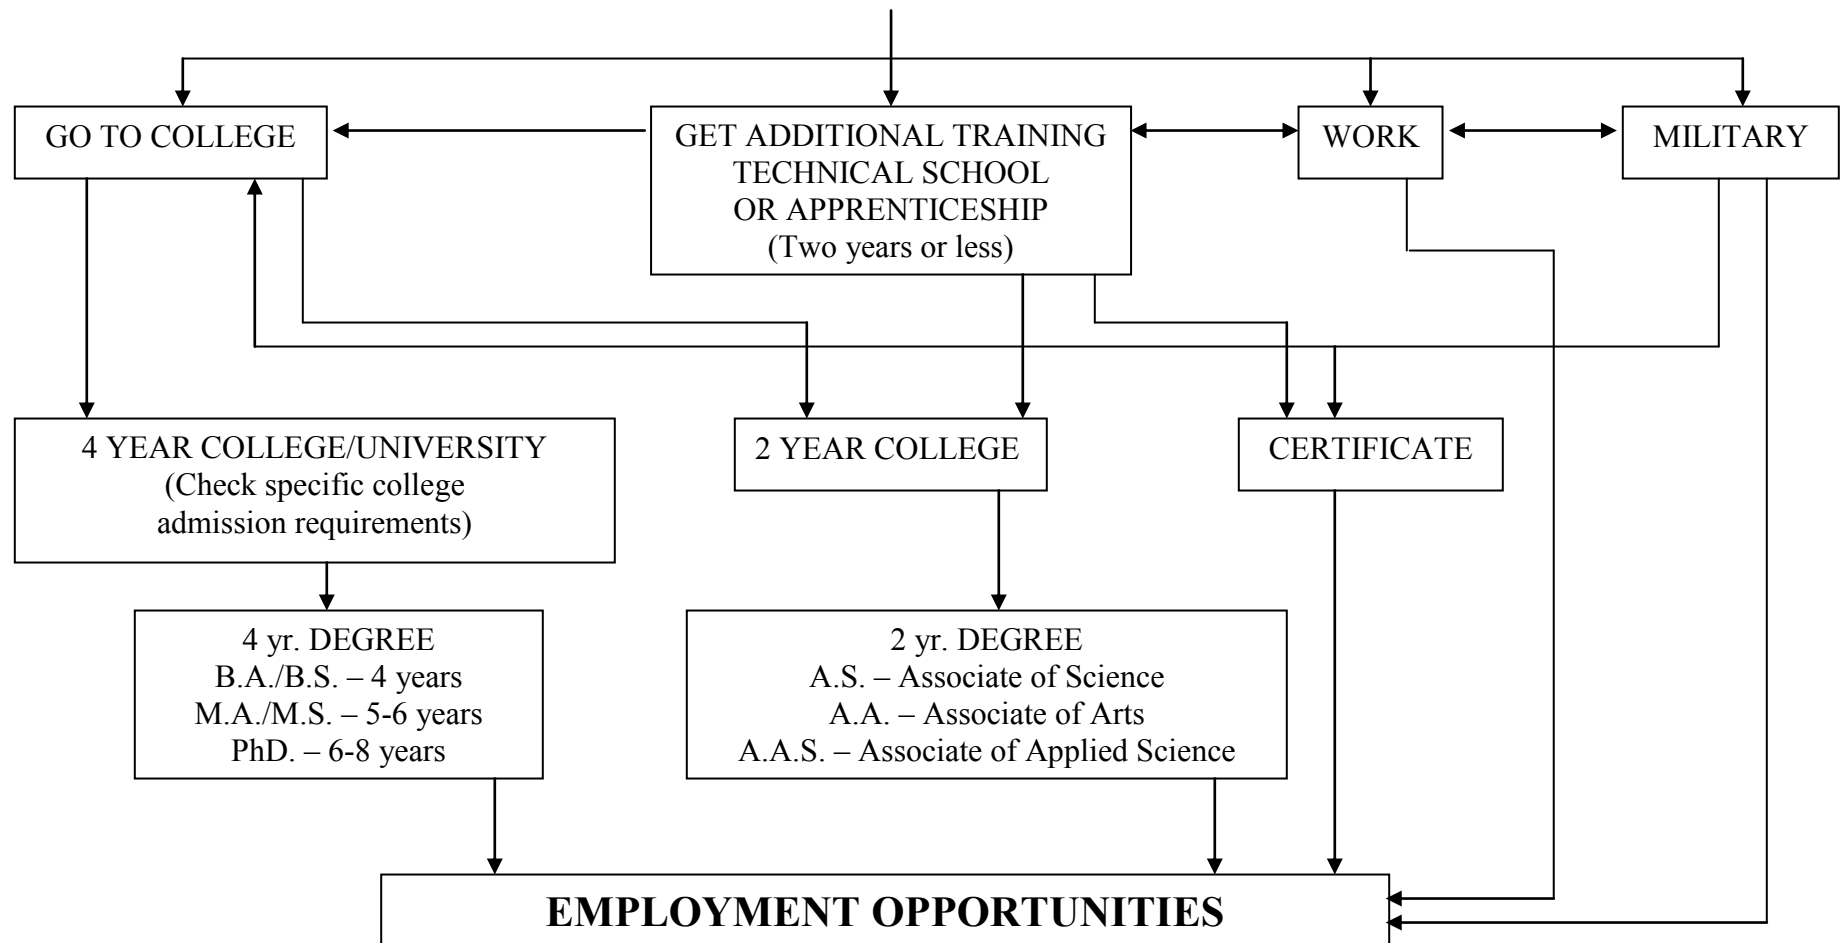 GO TO COLLEGE
GET ADDITIONAL TRAINING
TECHNICAL SCHOOL
OR APPRENTICESHIP
(Two years or less)
WORK
MILITARY
4 YEAR COLLEGE/UNIVERSITY
(Check specific college
admission requirements)
2 YEAR COLLEGE
CERTIFICATE
4 yr. DEGREE
B.A./B.S. – 4 years
M.A./M.S. – 5-6 years
PhD. – 6-8 years
2 yr. DEGREE
A.S. – Associate of Science
A.A. – Associate of Arts
A.A.S. – Associate of Applied Science
EMPLOYMENT OPPORTUNITIES